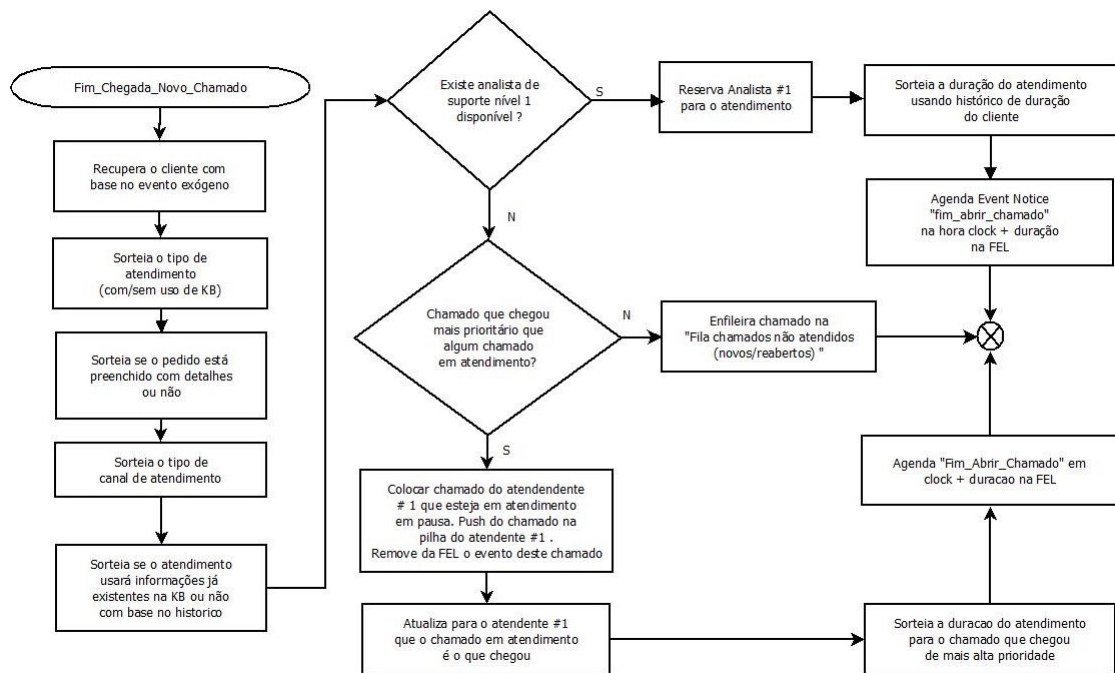 Fim_Chegada_Novo_Chamado
Recupera o cliente com
base no evento exógeno
Sorteia o tipo de
atendimento
(com/sem uso de KB)
Sorteia se o pedido está
preenchido com detalhes
ou não
Sorteia o tipo de
canal de atendimento
Sorteia se o atendimento
usará informações já
existentes na KB ou não
com base no historico
Existe analista de
suporte nível 1
disponível ?
S
Reserva Analista #1
para o atendimento
Sorteia a duração do atendimento
usando histórico de duração
do cliente
Agenda Event Notice
"fim_abrir_chamado"
na hora clock + duração
na FEL
N
Chamado que chegou
mais prioritário que
algum chamado
em atendimento?
N
Enfileira chamado na
"Fila chamados não atendidos
(novos/reabertos) "
S
Colocar chamado do atendendente
# 1 que esteja em atendimento
em pausa. Push do chamado na
pilha do atendente #1 .
Remove da FEL o evento deste chamado
Atualiza para o atendente #1
que o chamado em atendimento
é o que chegou
Sorteia a duracao do atendimento
para o chamado que chegou
de mais alta prioridade
Agenda "Fim_Abrir_Chamado" em
clock + duracao na FEL